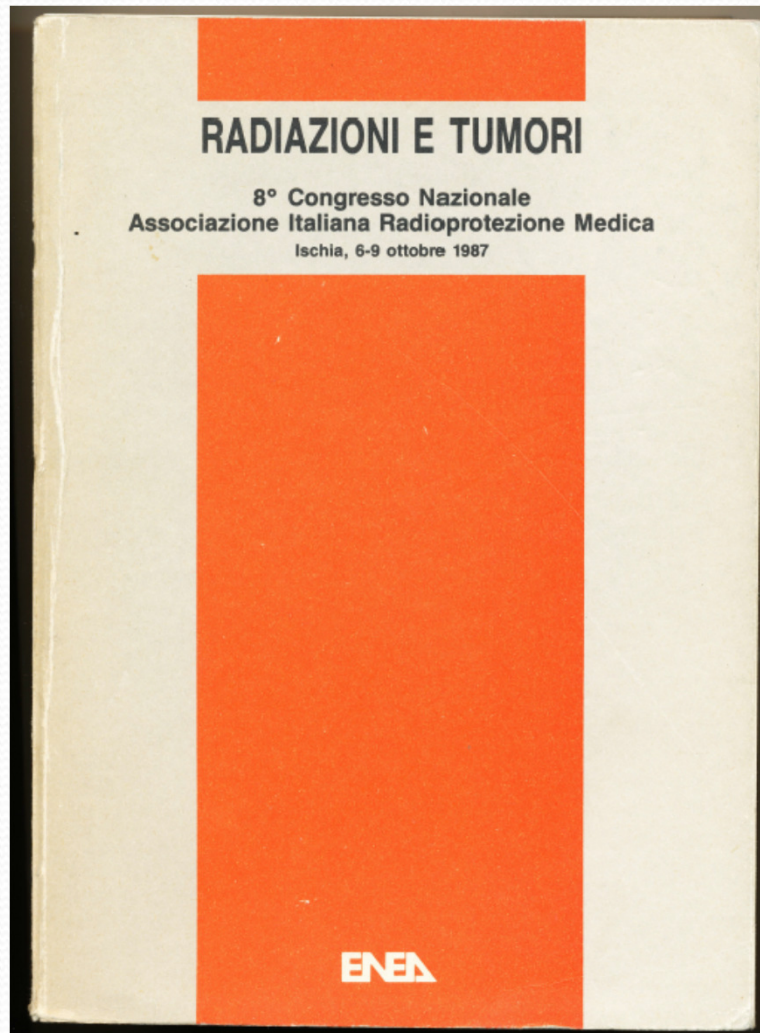 RADIAZIONI E TUMORI
8° Congresso Nazionale
Associazione Italiana Radioprotezione Medica
Ischia, 6-9 ottobre 1987
ENEA